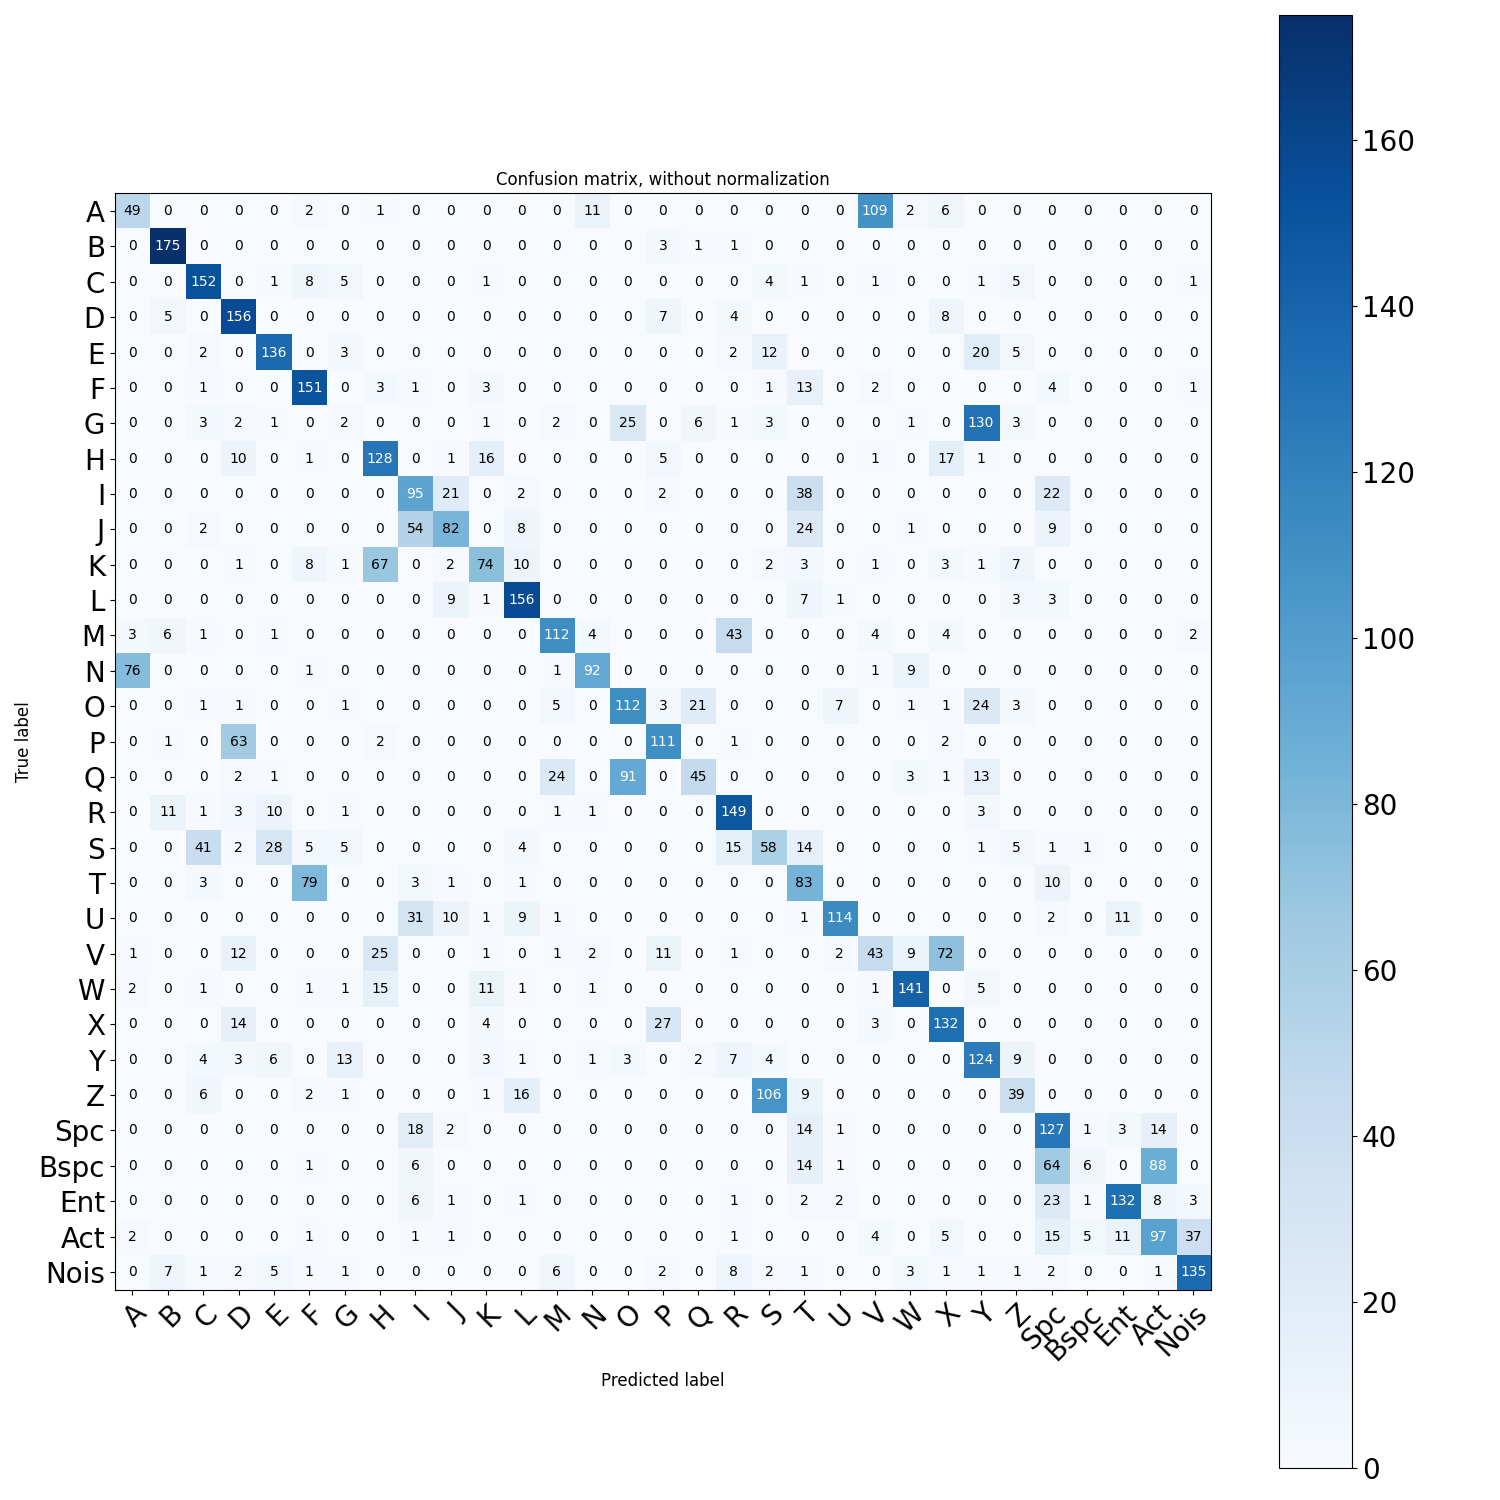 Confusion matrix, without normalization
A 49 0 0 0 0 2 0 1 0 0 0 0 0 11 0 0 0 0 0 0 0 109 2 6 0 0 0 0 0 0 0
B 0 175 0 0 0 0 0 0 0 0 0 0 0 0 0 3 1 1 0 0 0 0 0 0 0 0 0 0 0 0 0
C 0 0 152 0 1 8 5 0 0 0 1 0 0 0 0 0 0 0 4 1 0 1 0 0 1 5 0 0 0 0 1
D 0 5 0 156 0 0 0 0 0 0 0 0 0 0 0 7 0 4 0 0 0 0 0 8 0 0 0 0 0 0 0
E 0 0 2 0 136 0 3 0 0 0 0 0 0 0 0 0 0 2 12 0 0 0 0 0 20 5 0 0 0 0 0
F 0 0 1 0 0 151 0 3 1 0 3 0 0 0 0 0 0 0 1 13 0 2 0 0 0 0 4 0 0 0 1
G 0 0 3 2 1 0 2 0 0 0 1 0 2 0 25 0 6 1 3 0 0 0 1 0 130 3 0 0 0 0 0
H 0 0 0 10 0 1 0 128 0 1 16 0 0 0 0 5 0 0 0 0 0 1 0 17 1 0 0 0 0 0 0
I 0 0 0 0 0 0 0 0 95 21 0 2 0 0 0 2 0 0 0 38 0 0 0 0 0 0 22 0 0 0 0
J 0 0 2 0 0 0 0 0 54 82 0 8 0 0 0 0 0 0 0 24 0 0 1 0 0 0 9 0 0 0 0
K 0 0 0 1 0 8 1 67 0 2 74 10 0 0 0 0 0 0 2 3 0 1 0 3 1 7 0 0 0 0 0
L 0 0 0 0 0 0 0 0 0 9 1 156 0 0 0 0 0 0 0 7 1 0 0 0 0 3 3 0 0 0 0
M 3 6 1 0 1 0 0 0 0 0 0 0 112 4 0 0 0 43 0 0 0 4 0 4 0 0 0 0 0 0 2
N 76 0 0 0 0 1 0 0 0 0 0 0 1 92 0 0 0 0 0 0 0 1 9 0 0 0 0 0 0 0 0
O 0 0 1 1 0 0 1 0 0 0 0 0 5 0 112 3 21 0 0 0 7 0 1 1 24 3 0 0 0 0 0
P 0 1 0 63 0 0 0 2 0 0 0 0 0 0 0 111 0 1 0 0 0 0 0 2 0 0 0 0 0 0 0
Q 0 0 0 2 1 0 0 0 0 0 0 0 24 0 91 0 45 0 0 0 0 0 3 1 13 0 0 0 0 0 0
R 0 11 1 3 10 0 1 0 0 0 0 0 1 1 0 0 0 149 0 0 0 0 0 0 3 0 0 0 0 0 0
S 0 0 41 2 28 5 5 0 0 0 0 4 0 0 0 0 0 15 58 14 0 0 0 0 1 5 1 1 0 0 0
T 0 0 3 0 0 79 0 0 3 1 0 1 0 0 0 0 0 0 0 83 0 0 0 0 0 0 10 0 0 0 0
U 0 0 0 0 0 0 0 0 31 10 1 9 1 0 0 0 0 0 0 1 114 0 0 0 0 0 2 0 11 0 0
V 1 0 0 12 0 0 0 25 0 0 1 0 1 2 0 11 0 1 0 0 2 43 9 72 0 0 0 0 0 0 0
W 2 0 1 0 0 1 1 15 0 0 11 1 0 1 0 0 0 0 0 0 0 1 141 0 5 0 0 0 0 0 0
X 0 0 0 14 0 0 0 0 0 0 4 0 0 0 0 27 0 0 0 0 0 3 0 132 0 0 0 0 0 0 0
Y 0 0 4 3 6 0 13 0 0 0 3 1 0 1 3 0 2 7 4 0 0 0 0 0 124 9 0 0 0 0 0
Z 0 0 6 0 0 2 1 0 0 0 1 16 0 0 0 0 0 0 106 9 0 0 0 0 0 39 0 0 0 0 0
Spc 0 0 0 0 0 0 0 0 18 2 0 0 0 0 0 0 0 0 0 14 1 0 0 0 0 0 127 1 3 14 0
Bspc 0 0 0 0 0 1 0 0 6 0 0 0 0 0 0 0 0 0 0 14 1 0 0 0 0 0 64 6 0 88 0
Ent 0 0 0 0 0 0 0 0 6 1 0 1 0 0 0 0 0 1 0 2 2 0 0 0 0 0 23 1 132 8 3
Act 2 0 0 0 0 1 0 0 1 1 0 0 0 0 0 0 0 1 0 0 0 4 0 5 0 0 15 5 11 97 37
Nois 0 7 1 2 5 1 1 0 0 0 0 0 6 0 0 2 0 8 2 1 0 0 3 1 1 1 2 0 0 1 135
A B C D E F G H I J K L M N O P Q R S T U V W X Y Z Spc Bspc Ent Act Nois
Predicted label
True label
160
140
120
100
80
60
40
20
0